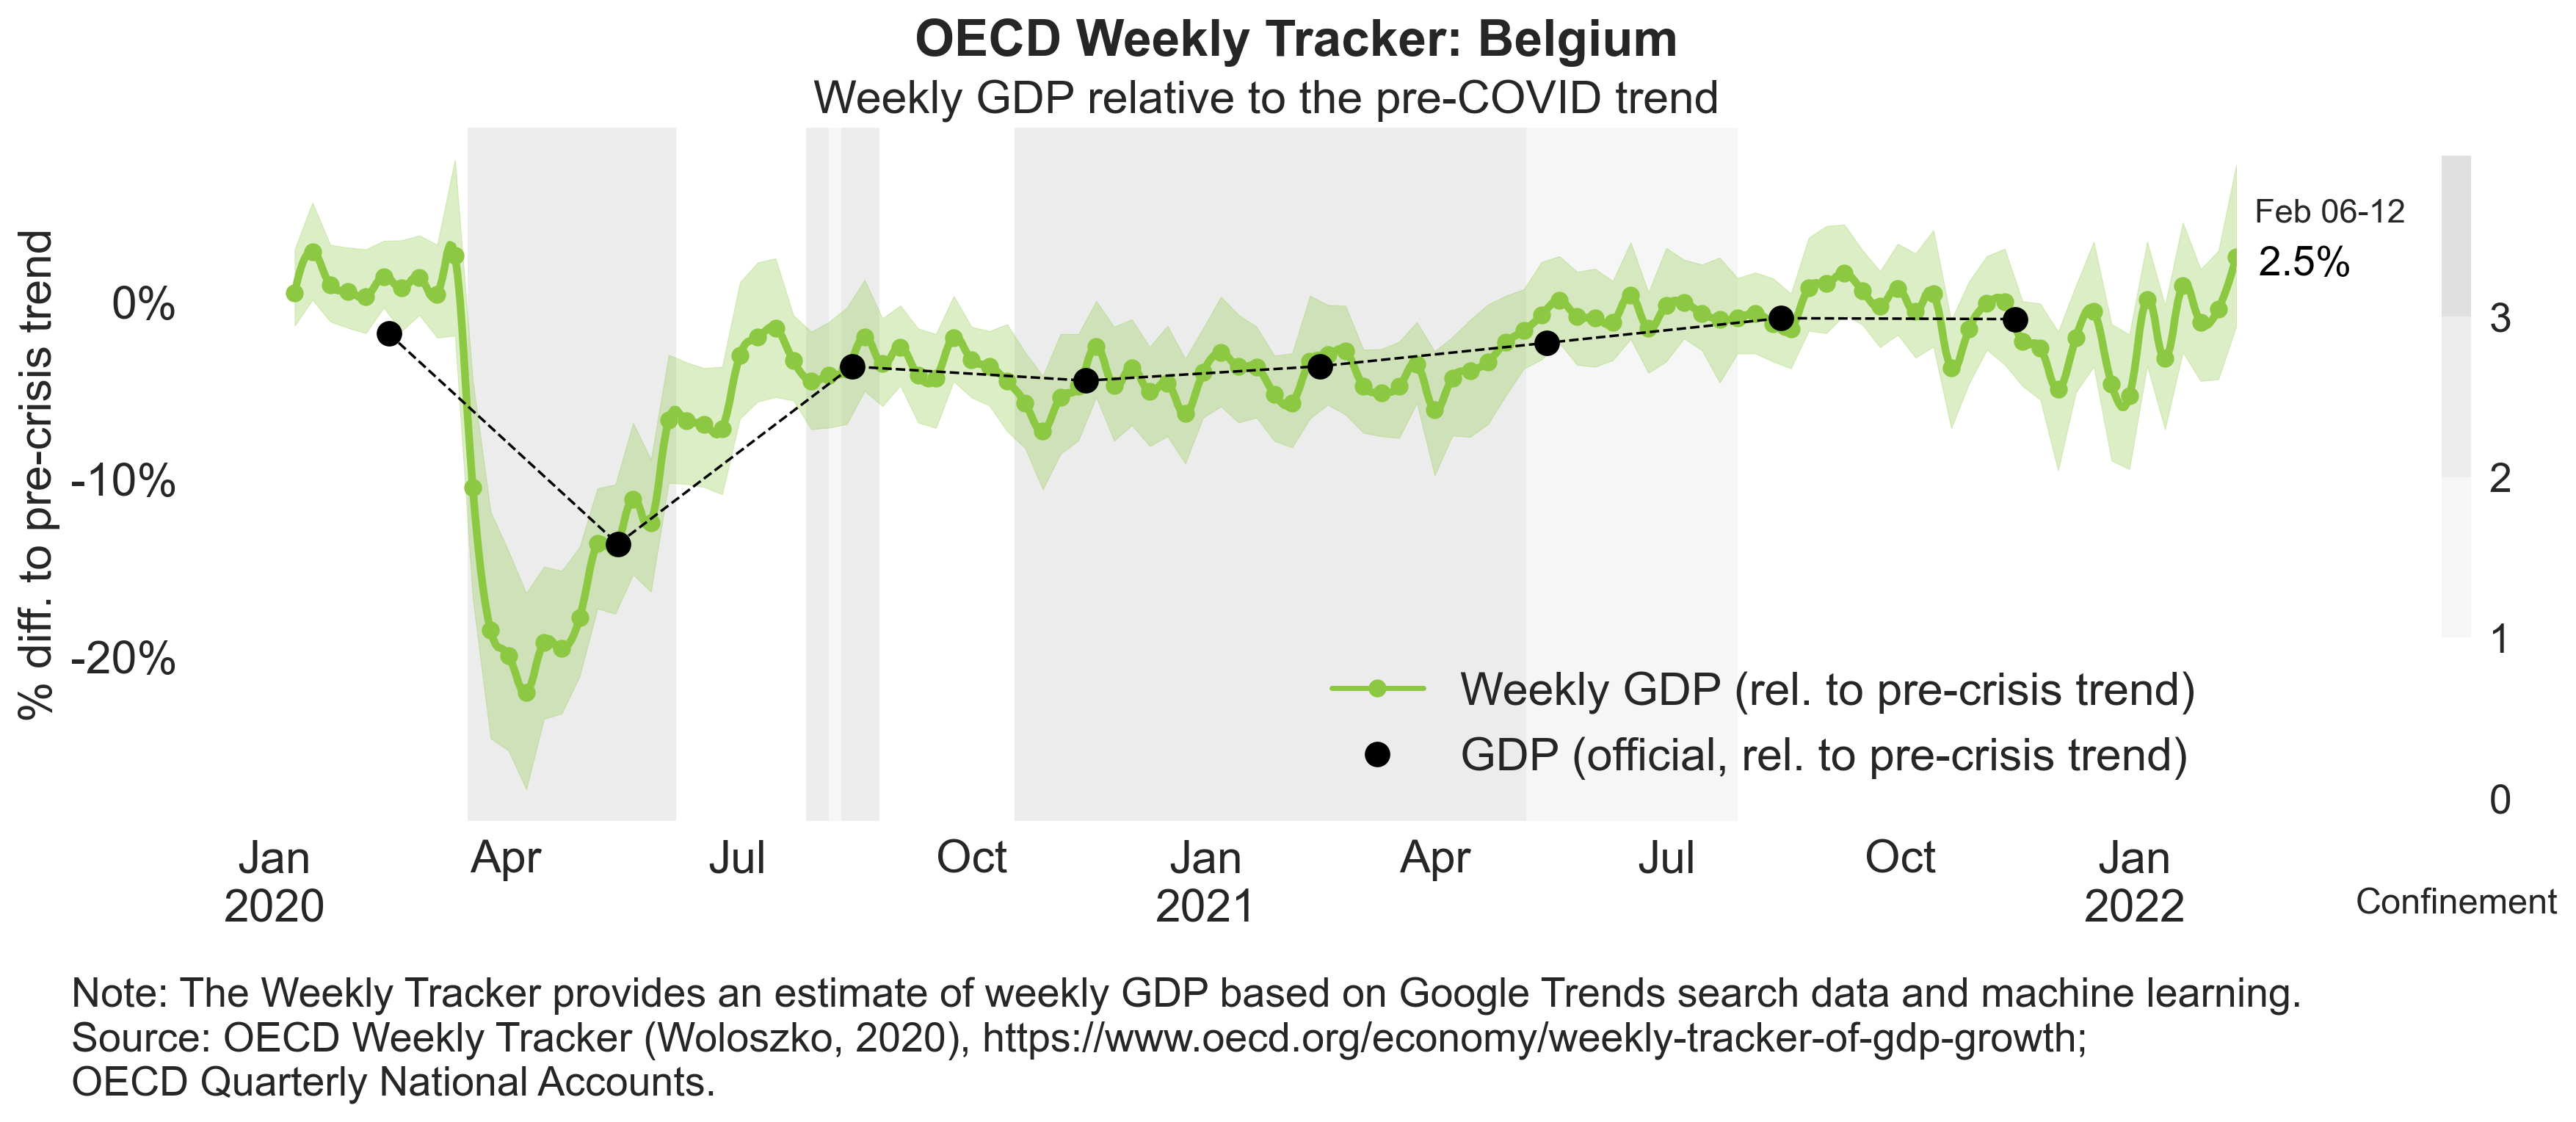 OECD Weekly Tracker: Belgium
Weekly GDP relative to the pre-COVID trend
% diff. to pre-crisis trend
0%
-10%
-20%
Feb 06-12
2.5%
3
2
1
0
Confinement
Weekly GDP (rel. to pre-crisis trend)
GDP (official, rel. to pre-crisis trend)
Jan Apr Jul Oct Jan Apr Jul Oct Jan
2020 2021 2022
Note: The Weekly Tracker provides an estimate of weekly GDP based on Google Trends search data and machine learning.
Source: OECD Weekly Tracker (Woloszko, 2020), https://www.oecd.org/economy/weekly-tracker-of-gdp-growth;
OECD Quarterly National Accounts.